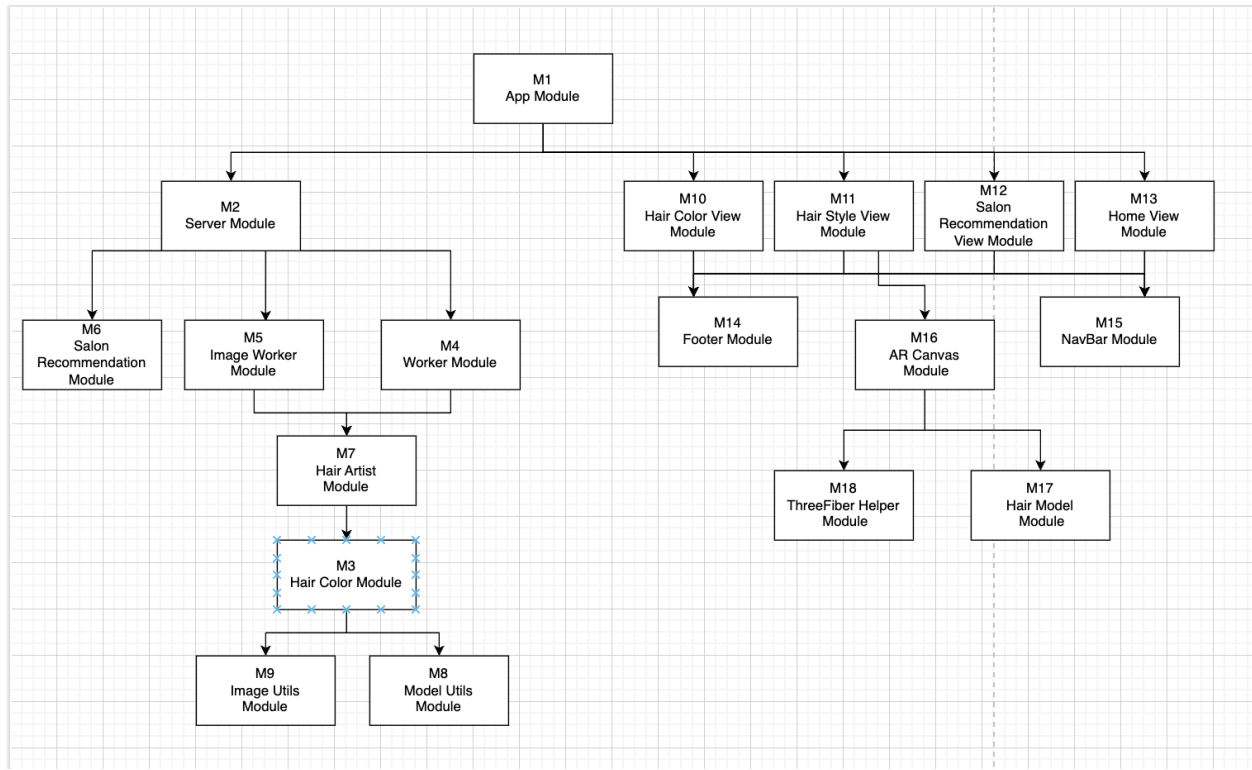 M1
App Module
M2
Server Module
M10
Hair Color View
Module
M11
Hair Style View
Module
M12
Salon
Recommendation
View Module
M13
Home View
Module
M6
Salon
Recommendation
Module
M5
Image Worker
Module
M4
Worker Module
M14
Footer Module
M16
AR Canvas
Module
M15
NavBar Module
M7
Hair Artist
Module
M18
ThreeFiber Helper
Module
M17
Hair Model
Module
M3
Hair Color Module
M9
Image Utils
Module
M8
Model Utils
Module